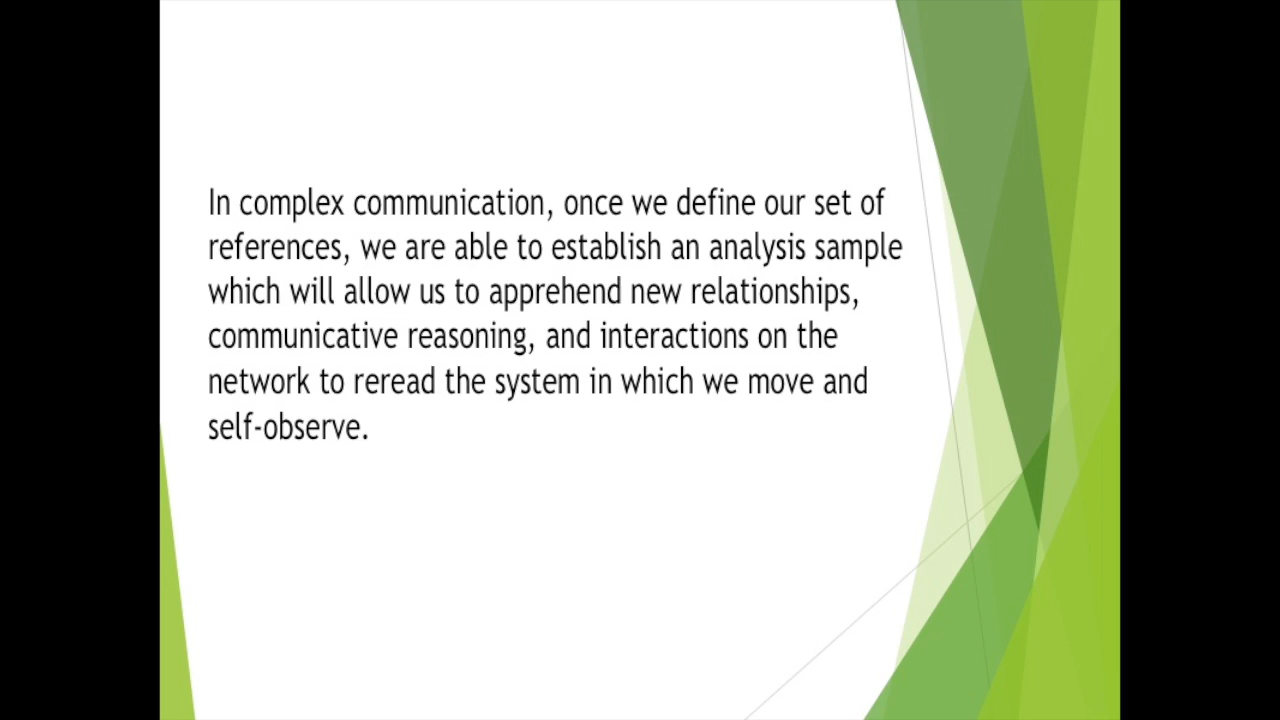 In complex communication, once we define our set of
references, we are able to establish an analysis sample
which will allow us to apprehend new relationships,
communicative reasoning, and interactions on the
network to reread the system in which we move and
self-observe.